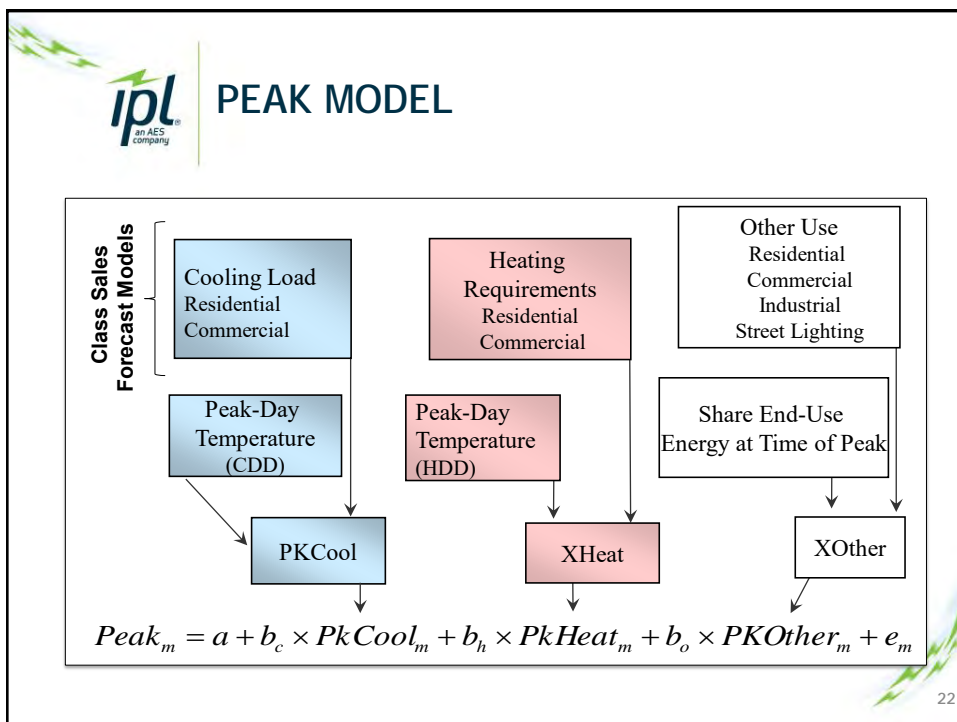 ipl®
an AES
company
PEAK MODEL
Class Sales
Forecast Models
Cooling Load
Residential
Commercial
Heating
Requirements
Residential
Commercial
Other Use
Residential
Commercial
Industrial
Street Lighting
Peak-Day
Temperature
(CDD)
Peak-Day
Temperature
(HDD)
Share End-Use
Energy at Time of Peak
PKCool
XHeat
XOther
Peak_m = a + b_c × PkCool_m + b_h × PkHeat_m + b_o × PKOther_m + e_m
22